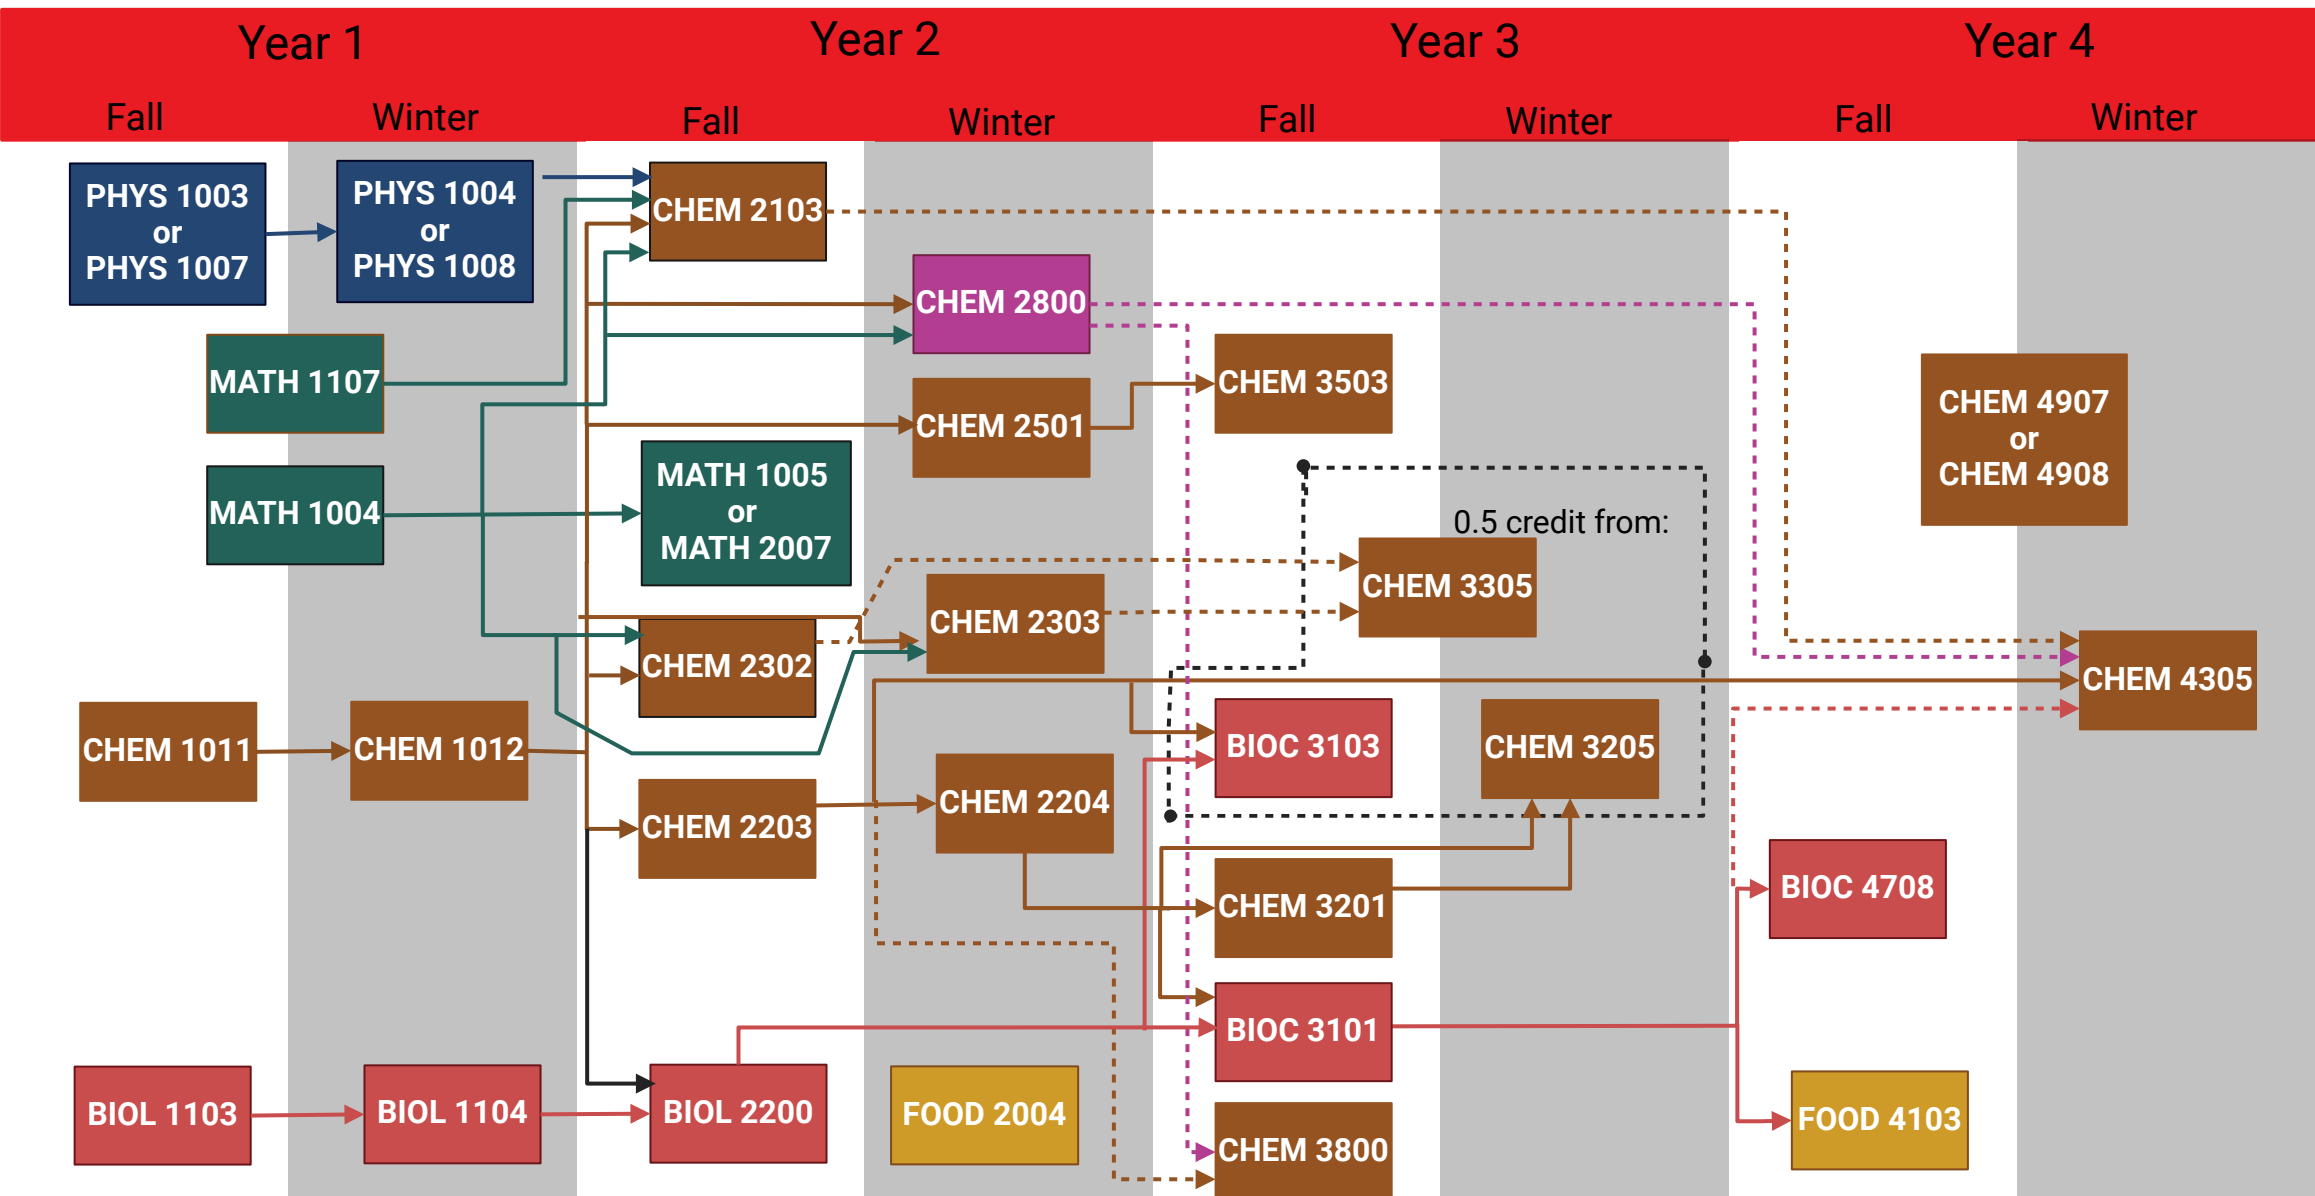 Year 1
Year 2
Year 3
Year 4
Fall
Winter
Fall
Winter
Fall
Winter
Fall
Winter
PHYS 1003
or
PHYS 1007
PHYS 1004
or
PHYS 1008
CHEM 2103
CHEM 2800
MATH 1107
CHEM 2501
CHEM 3503
CHEM 4907
or
CHEM 4908
MATH 1004
MATH 1005
or
MATH 2007
0.5 credit from:
CHEM 3305
CHEM 2303
CHEM 2302
CHEM 4305
CHEM 1011
CHEM 1012
BIOC 3103
CHEM 3205
CHEM 2203
CHEM 2204
BIOC 4708
CHEM 3201
BIOC 3101
BIOL 1103
BIOL 1104
BIOL 2200
FOOD 2004
FOOD 4103
CHEM 3800